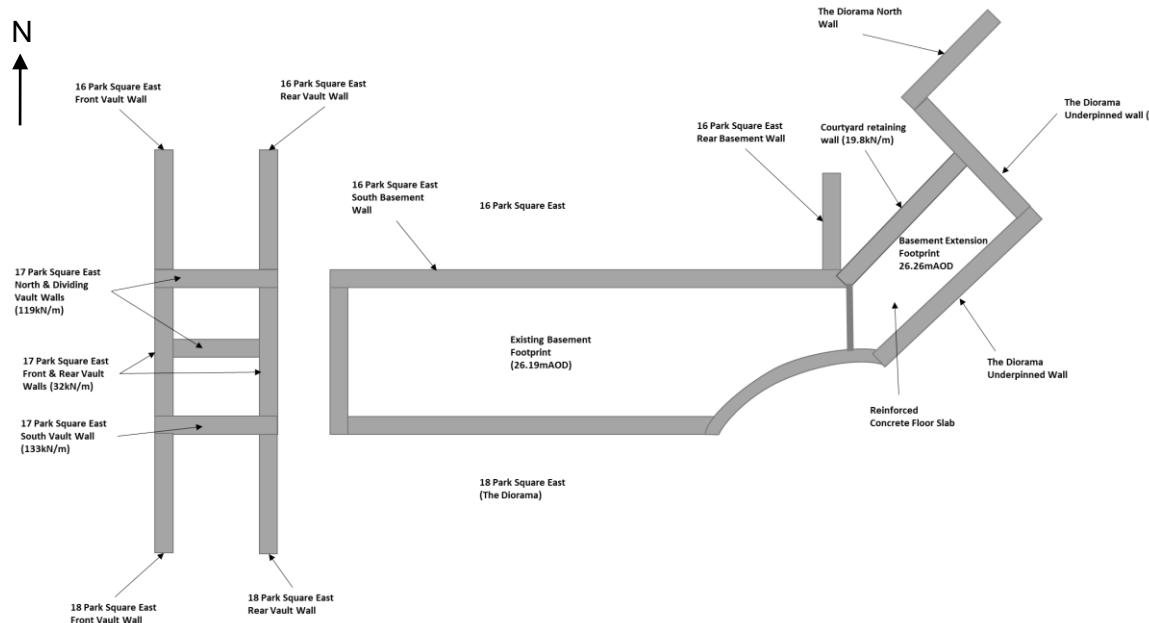 N
The Diorama North
Wall
16 Park Square East
Front Vault Wall
16 Park Square East
Rear Vault Wall
The Diorama
Underpinned wall (
16 Park Square East
Rear Basement Wall
Courtyard retaining
wall (19.8kN/m)
16 Park Square East
South Basement
Wall
16 Park Square East
Basement Extension
Footprint
26.26mAOD
17 Park Square East
North & Dividing
Vault Walls
(119kN/m)
Existing Basement
Footprint
(26.19mAOD)
17 Park Square East
Front & Rear Vault
Walls (32kN/m)
The Diorama
Underpinned Wall
17 Park Square East
South Vault Wall
(133kN/m)
Reinforced
Concrete Floor Slab
18 Park Square East
(The Diorama)
18 Park Square East
Front Vault Wall
18 Park Square East
Rear Vault Wall